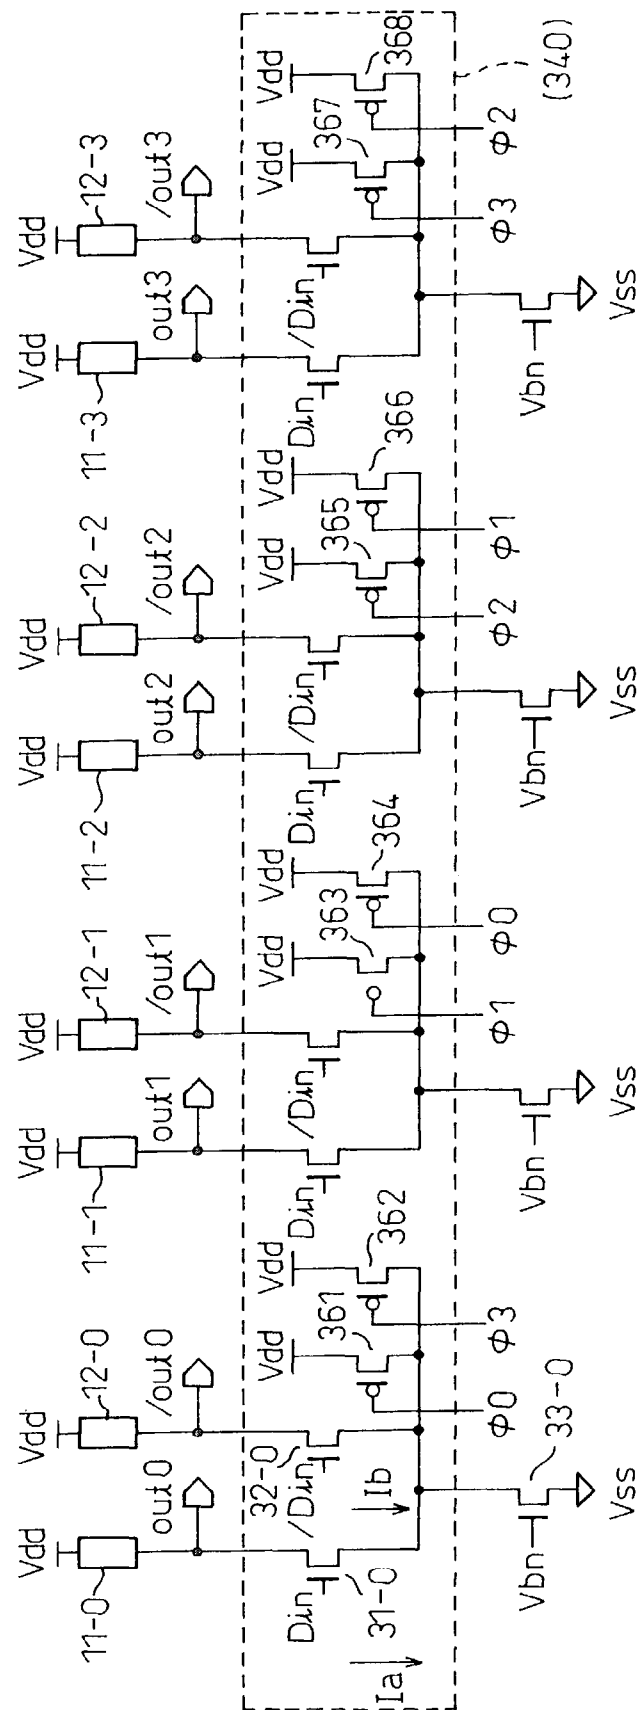 Vdd
Vdd
Vdd
Vdd
Vdd
Vdd
Vdd
Vdd
11-0
12-0
11-1
12-1
11-2
12-2
11-3
12-3
out0
/out0
out1
/out1
out2
/out2
out3
/out3
Vdd
Vdd
Vdd
Vdd
Vdd
Vdd
Vdd
Vdd
Din
32-0
/Din
361
362
Din
/Din
363
364
Din
/Din
365
366
Din
/Din
367
368
31-0
Ia
Ib
(340)
Φ0
Φ3
Φ1
Φ0
Φ2
Φ1
Φ3
Φ2
Vbn
33-0
Vbn
Vbn
Vbn
Vss
Vss
Vss
Vss